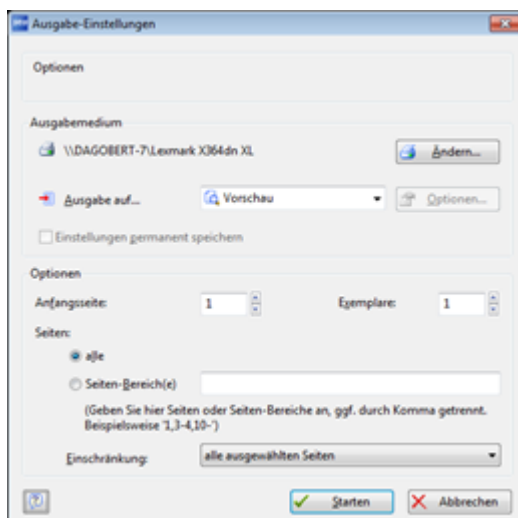 Ausgabe-Einstellungen
Optionen
Ausgabemedium
\\DAGOBERT-7\Lexmark X364dn XL
Ändern...
Ausgabe auf...
Vorschau
Optionen...
Einstellungen permanent speichern
Optionen
Anfangsseite:
1
Exemplare:
1
Seiten:
alle
Seiten-Bereich(e)
(Geben Sie hier Seiten oder Seiten-Bereiche an, ggf. durch Komma getrennt.
Beispielsweise '1,3-4,10-')
Einschränkung:
alle ausgewählten Seiten
Starten
Abbrechen